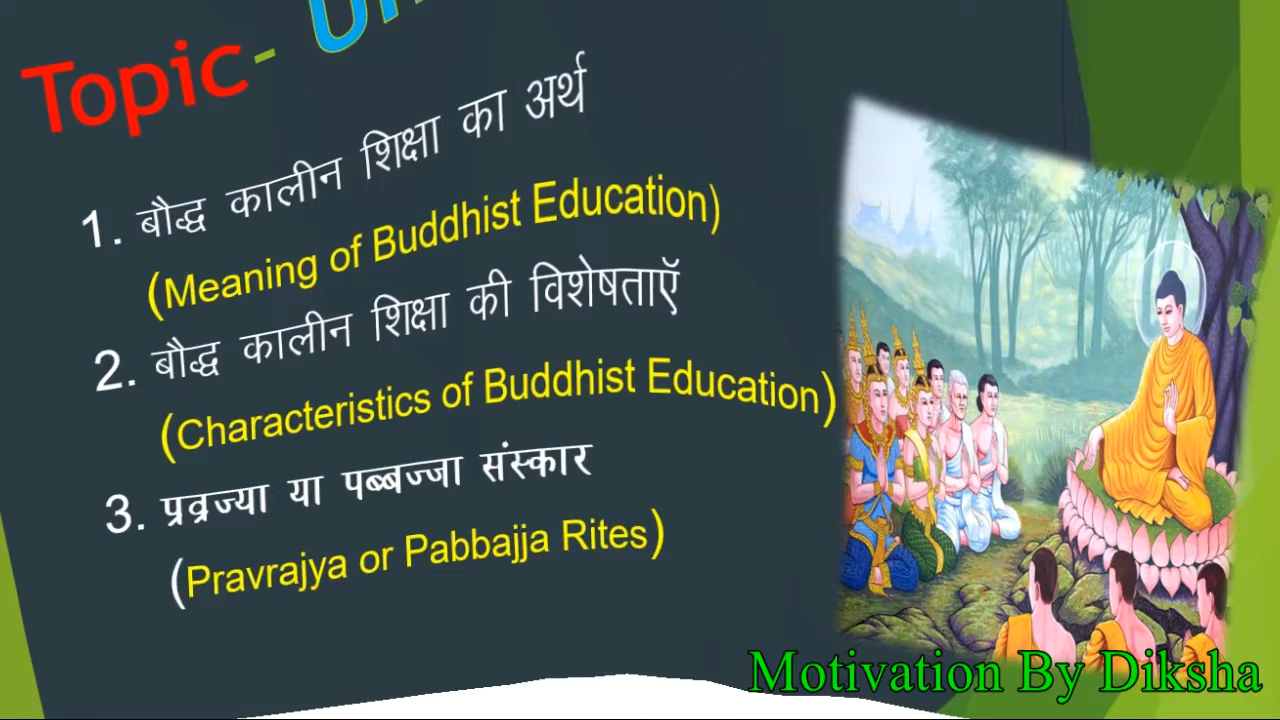 Topic-
1. बौद्ध कालीन शिक्षा का अर्थ
(Meaning of Buddhist Education)
2. बौद्ध कालीन शिक्षा की विशेषताएॅ
(Characteristics of Buddhist Education)
3. प्रव्रज्या या पब्बज्जा संस्कार
(Pravrajya or Pabbajja Rites)
Motivation By Diksha